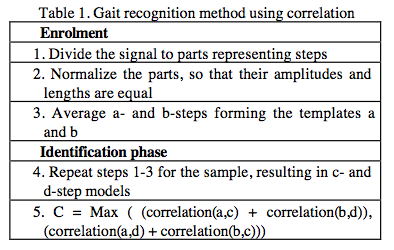 Table 1. Gait recognition method using correlation
Enrolment
1. Divide the signal to parts representing steps
2. Normalize the parts, so that their amplitudes and
lengths are equal
3. Average a- and b-steps forming the templates a
and b
Identification phase
4. Repeat steps 1-3 for the sample, resulting in c- and
d-step models
5. C = Max ( (correlation(a,c) + correlation(b,d)),
(correlation(a,d) + correlation(b,c)))